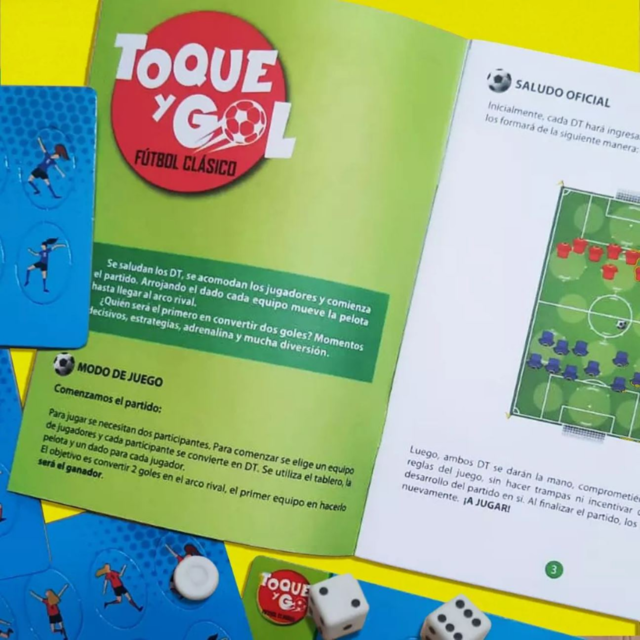 TOQUE
Y GOL
FÚTBOL CLÁSICO
Se saludan los DT, se acomodan los jugadores y comienza
el partido. Arrojando el dado cada equipo mueve la pelota
hasta llegar al arco rival.
¿Quién será el primero en convertir dos goles? Momentos
decisivos, estrategias, adrenalina y mucha diversión.
MODO DE JUEGO
Comenzamos el partido:
Para jugar se necesitan dos participantes. Para comenzar se elige un equipo
de jugadores y cada participante se convierte en DT. Se utiliza el tablero, la
pelota y un dado para cada jugador.
El objetivo es convertir 2 goles en el arco rival, el primer equipo en hacerlo
será el ganador.
SALUDO OFICIAL
Inicialmente, cada DT hará ingresa
los formará de la siguiente manera:
Luego, ambos DT se darán la mano, comprometié
reglas del juego, sin hacer trampas ni incentivar
desarrollo del partido en sí. Al finalizar el partido, los
nuevamente. ¡A JUGAR!
3
TOQUE
Y GOL